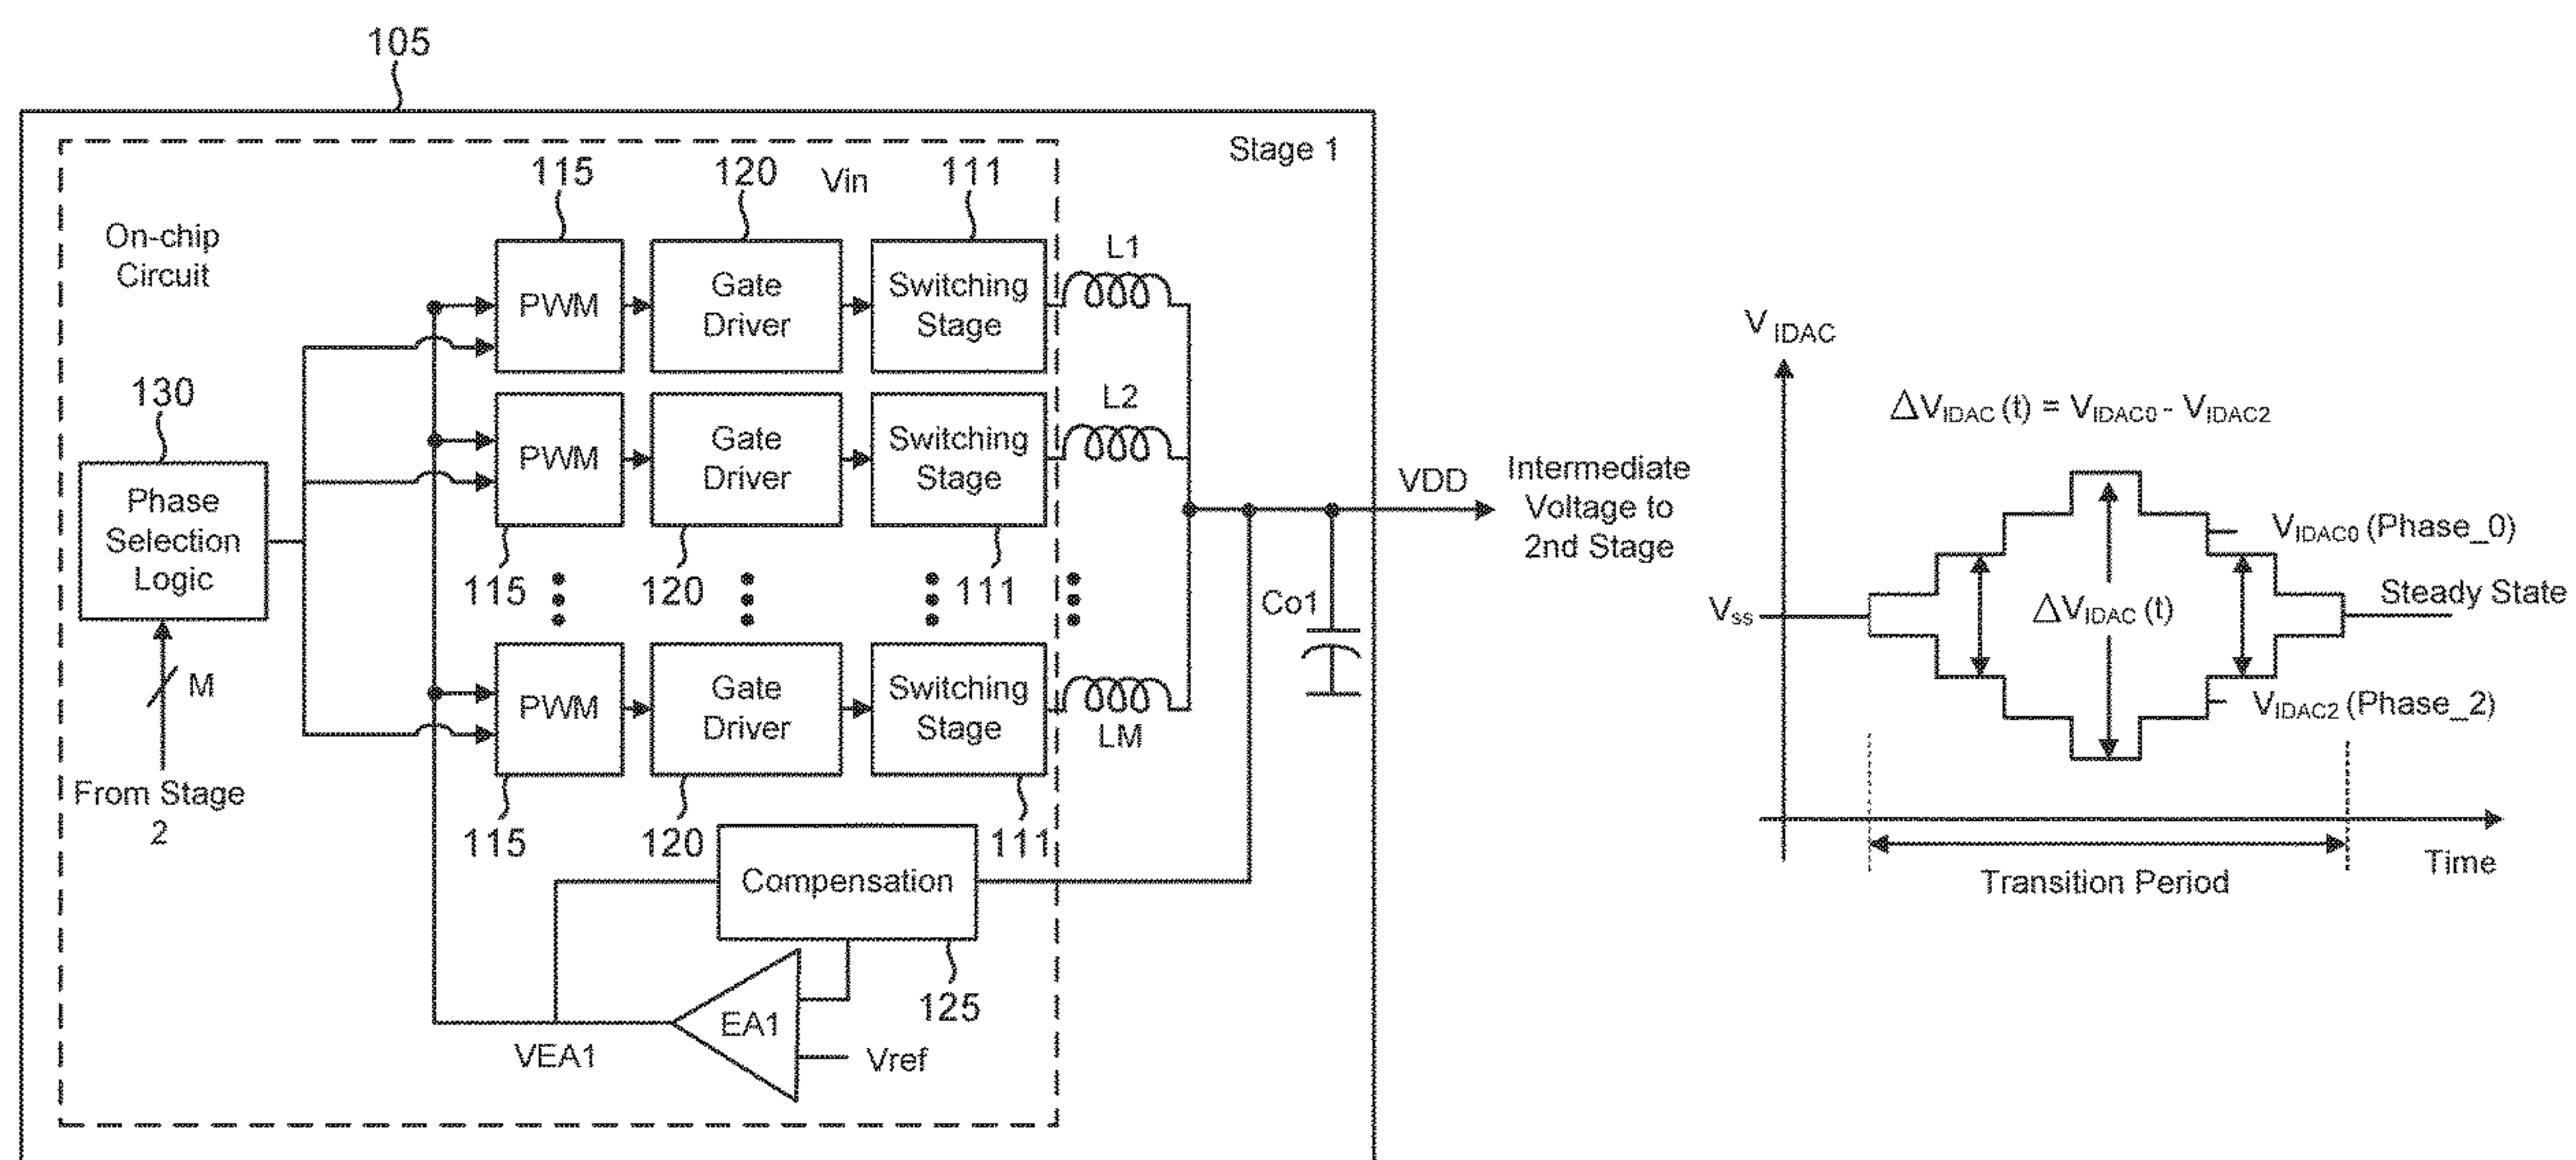 105
Stage 1
On-chip
Circuit
115
120
Vin
111
PWM
Gate
Driver
Switching
Stage
L1
130
Phase
Selection
Logic
PWM
Gate
Driver
Switching
Stage
L2
115
120
111
M
From Stage
2
PWM
Gate
Driver
Switching
Stage
LM
115
120
111
Compensation
125
EA1
VEA1
Vref
Co1
VDD
Intermediate
Voltage to
2nd Stage
V IDAC
ΔVIDAC (t) = VIDAC0 - VIDAC2
VIDAC0 (Phase_0)
Steady State
Vss
ΔVIDAC (t)
VIDAC2 (Phase_2)
Time
Transition Period